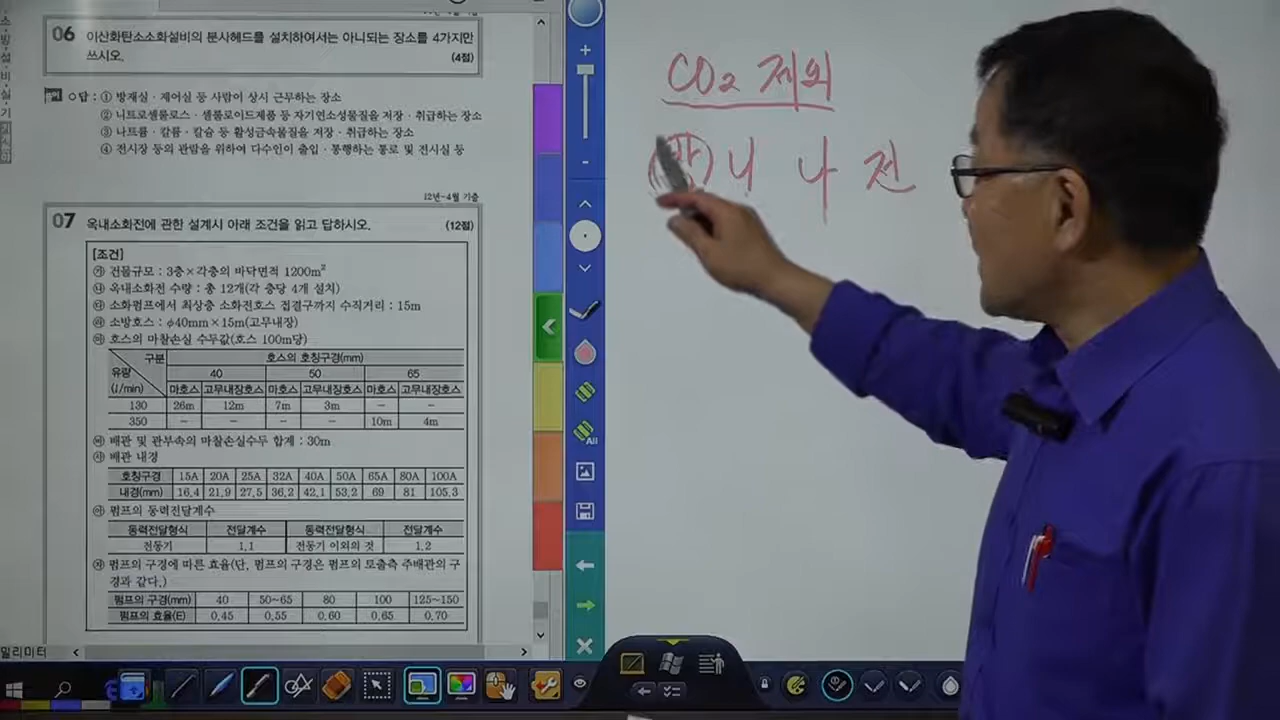 소·방·설·비·실·기
06 이산화탄소소화설비의 분사헤드를 설치하여서는 아니되는 장소를 4가지만
쓰시오. (4점)
○답 : ① 방재실·제어실 등 사람이 상시 근무하는 장소
② 니트로셀룰로스·셀룰로이드제품 등 자기연소성물질을 저장·취급하는 장소
③ 나트륨·칼륨·칼슘 등 활성금속물질을 저장·취급하는 장소
④ 전시장 등의 관람을 위하여 다수인이 출입·통행하는 통로 및 전시실 등
12년-4월 기출
07 옥내소화전에 관한 설계시 아래 조건을 읽고 답하시오. (12점)
[조건]
㉮ 건물규모 : 3층×각층의 바닥면적 1200m²
㉯ 옥내소화전 수량 : 총 12개(각 층당 4개 설치)
㉰ 소화펌프에서 최상층 소화전호스 접결구까지 수직거리 : 15m
㉱ 소방호스 : φ40mm×15m(고무내장)
㉲ 호스의 마찰손실 수두값(호스 100m당)
구분 호스의 호칭구경(mm)
유량 40 50 65
(ℓ/min) 마호스 고무내장호스 마호스 고무내장호스 마호스 고무내장호스
130 26m 12m 7m 3m - -
350 - - - - 10m 4m
㉳ 배관 및 관부속의 마찰손실수두 합계 : 30m
㉴ 배관 내경
호칭구경 15A 20A 25A 32A 40A 50A 65A 80A 100A
내경(mm) 16.4 21.9 27.5 36.2 42.1 53.2 69 81 105.3
㉵ 펌프의 동력전달계수
동력전달형식 전달계수 동력전달형식 전달계수
전동기 1.1 전동기 이외의 것 1.2
㉶ 펌프의 구경에 따른 효율(단, 펌프의 구경은 펌프의 토출측 주배관의 구
경과 같다.)
펌프의 구경(mm) 40 50~65 80 100 125~150
펌프의 효율(E) 0.45 0.55 0.60 0.65 0.70
밀리미터
CO₂ 제외
니 나 전
All